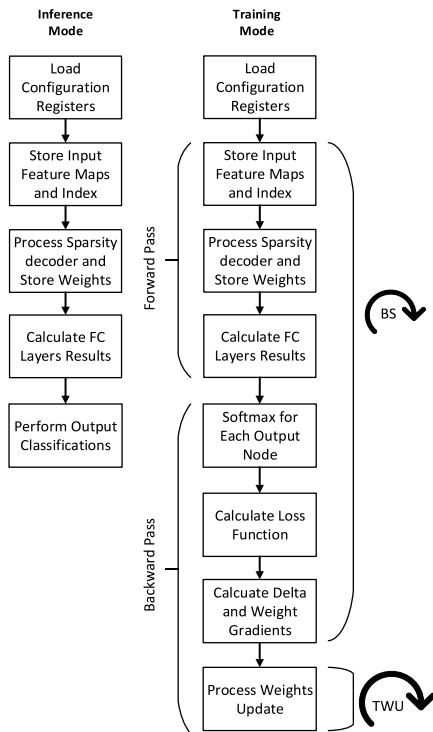 Inference
Mode
Load
Configuration
Registers
Store Input
Feature Maps
and Index
Process Sparsity
decoder and
Store Weights
Calculate FC
Layers Results
Perform Output
Classifications
Training
Mode
Load
Configuration
Registers
Forward Pass
Store Input
Feature Maps
and Index
Process Sparsity
decoder and
Store Weights
Calculate FC
Layers Results
BS
Backward Pass
Softmax for
Each Output
Node
Calculate Loss
Function
Calcuate Delta
and Weight
Gradients
Process Weights
Update
TWU